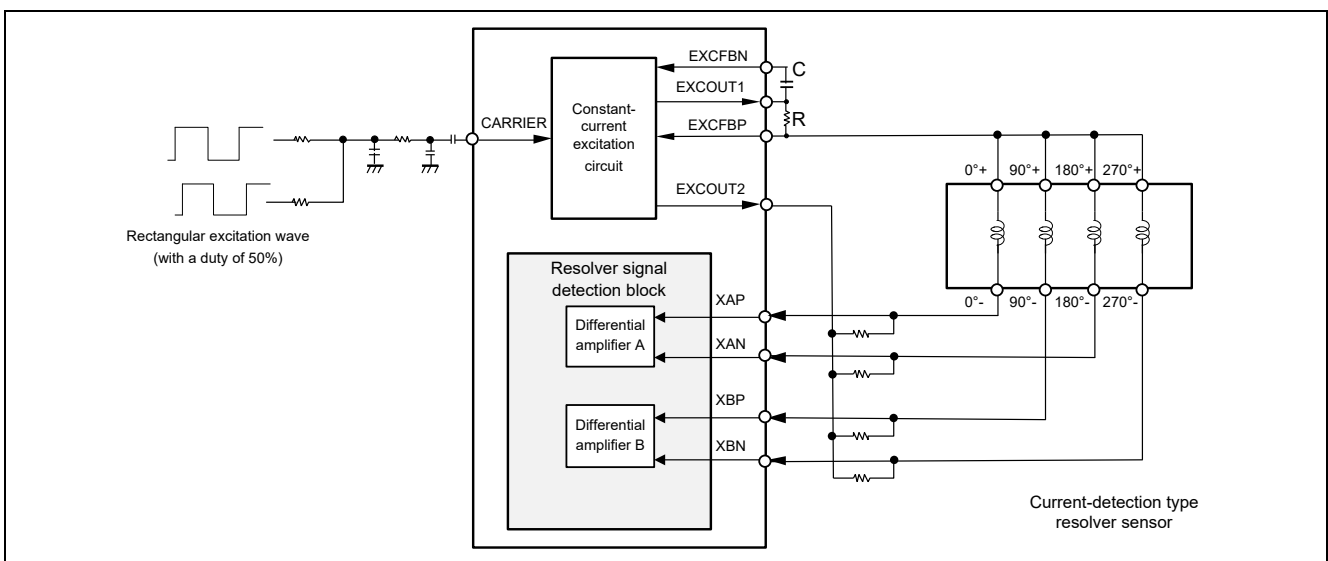 EXCFBN
C
EXCOUT1
Constant-
current
excitation
circuit
CARRIER
R
EXCFBP
0°+ 90°+ 180°+ 270°+
EXCOUT2
Rectangular excitation wave
(with a duty of 50%)
Resolver signal
detection block
XAP
0°- 90°- 180°- 270°-
Differential
amplifier A
XAN
XBP
Differential
amplifier B
XBN
Current-detection type
resolver sensor